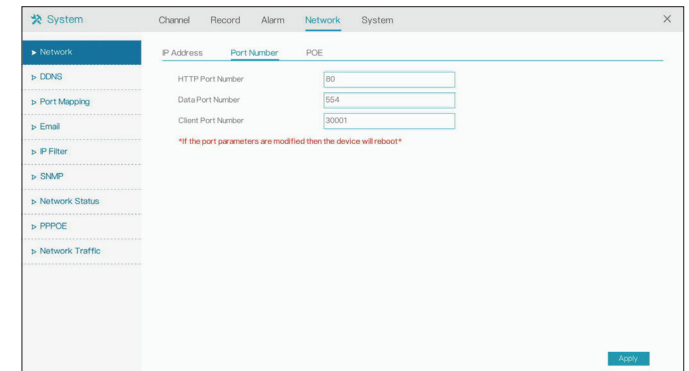 System
Channel Record Alarm Network System
Network
DDNS
Port Mapping
Email
IP Filter
SNMP
Network Status
PPPOE
Network Traffic
IP Address Port Number POE
HTTP Port Number 80
Data Port Number 554
Client Port Number 30001
*If the port parameters are modified then the device will reboot*
Apply